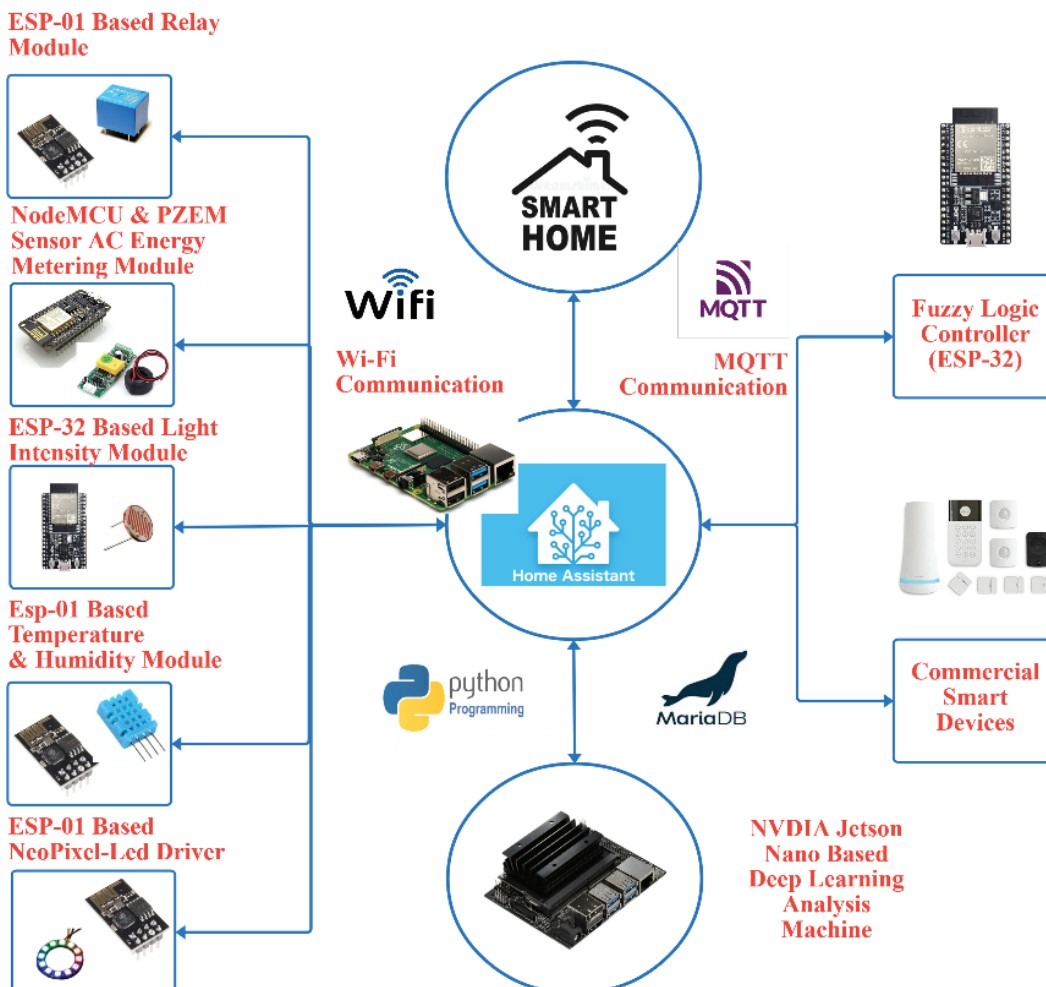 ESP-01 Based Relay
Module
NodeMCU & PZEM
Sensor AC Energy
Metering Module
ESP-32 Based Light
Intensity Module
Esp-01 Based
Temperature
& Humidity Module
ESP-01 Based
NeoPixel-Led Driver
SMART
HOME
Wifi
Wi-Fi
Communication
MQTT
MQTT
Communication
Home Assistant
python
Programming
MariaDB
NVDIA Jetson
Nano Based
Deep Learning
Analysis
Machine
Fuzzy Logic
Controller
(ESP-32)
Commercial
Smart
Devices